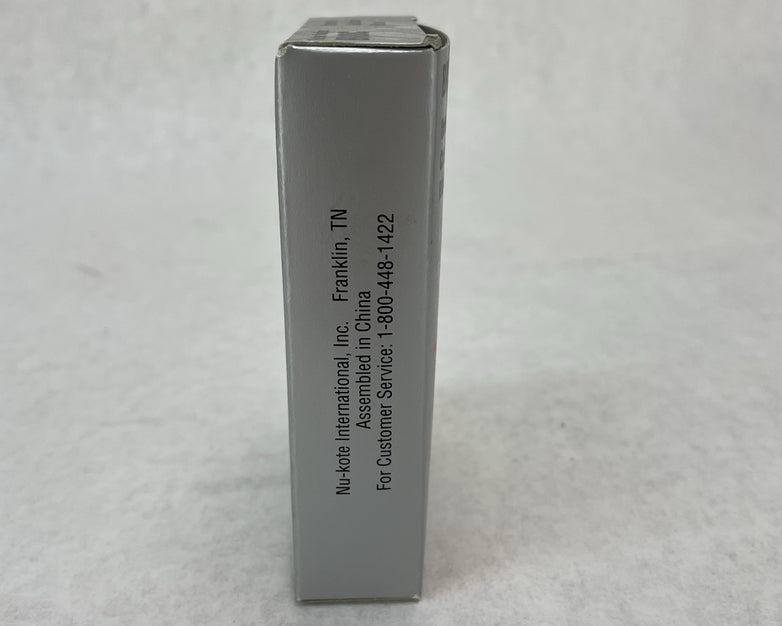 Nu-kote International, Inc. Franklin, TN
Assembled in China
For Customer Service: 1-800-448-1422